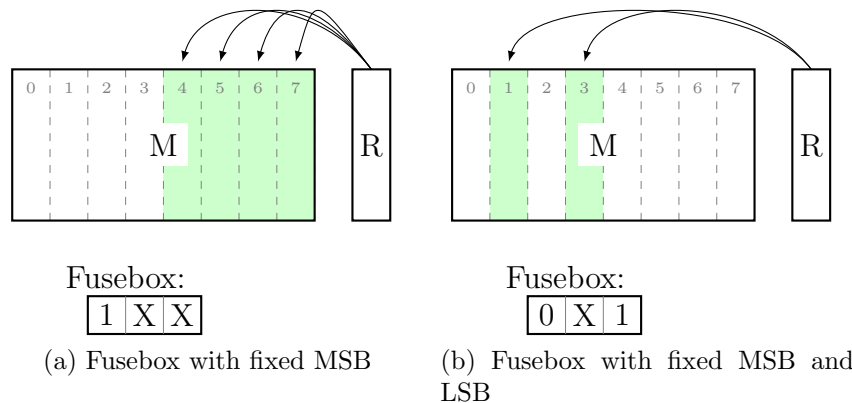 0 1 2 3 4 5 6 7
M
R
Fusebox:
1 X X
(a) Fusebox with fixed MSB
0 1 2 3 4 5 6 7
M
R
Fusebox:
0 X 1
(b) Fusebox with fixed MSB and
LSB